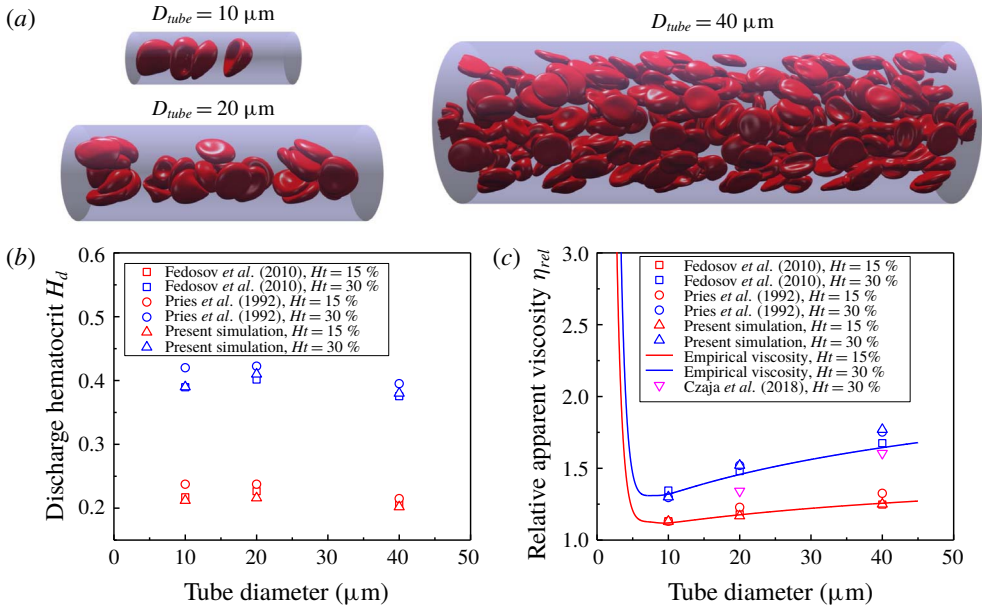 (a)
D_tube = 10 μm
D_tube = 20 μm
D_tube = 40 μm
(b)
Discharge hematocrit H_d
0.6
0.5
0.4
0.3
0.2
Fedosov et al. (2010), Ht = 15 %
Fedosov et al. (2010), Ht = 30 %
Pries et al. (1992), Ht = 15 %
Pries et al. (1992), Ht = 30 %
Present simulation, Ht = 15 %
Present simulation, Ht = 30 %
0 10 20 30 40 50
Tube diameter (μm)
(c)
Relative apparent viscosity η_rel
3.0
2.5
2.0
1.5
1.0
Fedosov et al. (2010), Ht = 15 %
Fedosov et al. (2010), Ht = 30 %
Pries et al. (1992), Ht = 15 %
Pries et al. (1992), Ht = 30 %
Present simulation, Ht = 15 %
Present simulation, Ht = 30 %
Empirical viscosity, Ht = 15%
Empirical viscosity, Ht = 30 %
Czaja et al. (2018), Ht = 30 %
0 10 20 30 40 50
Tube diameter (μm)